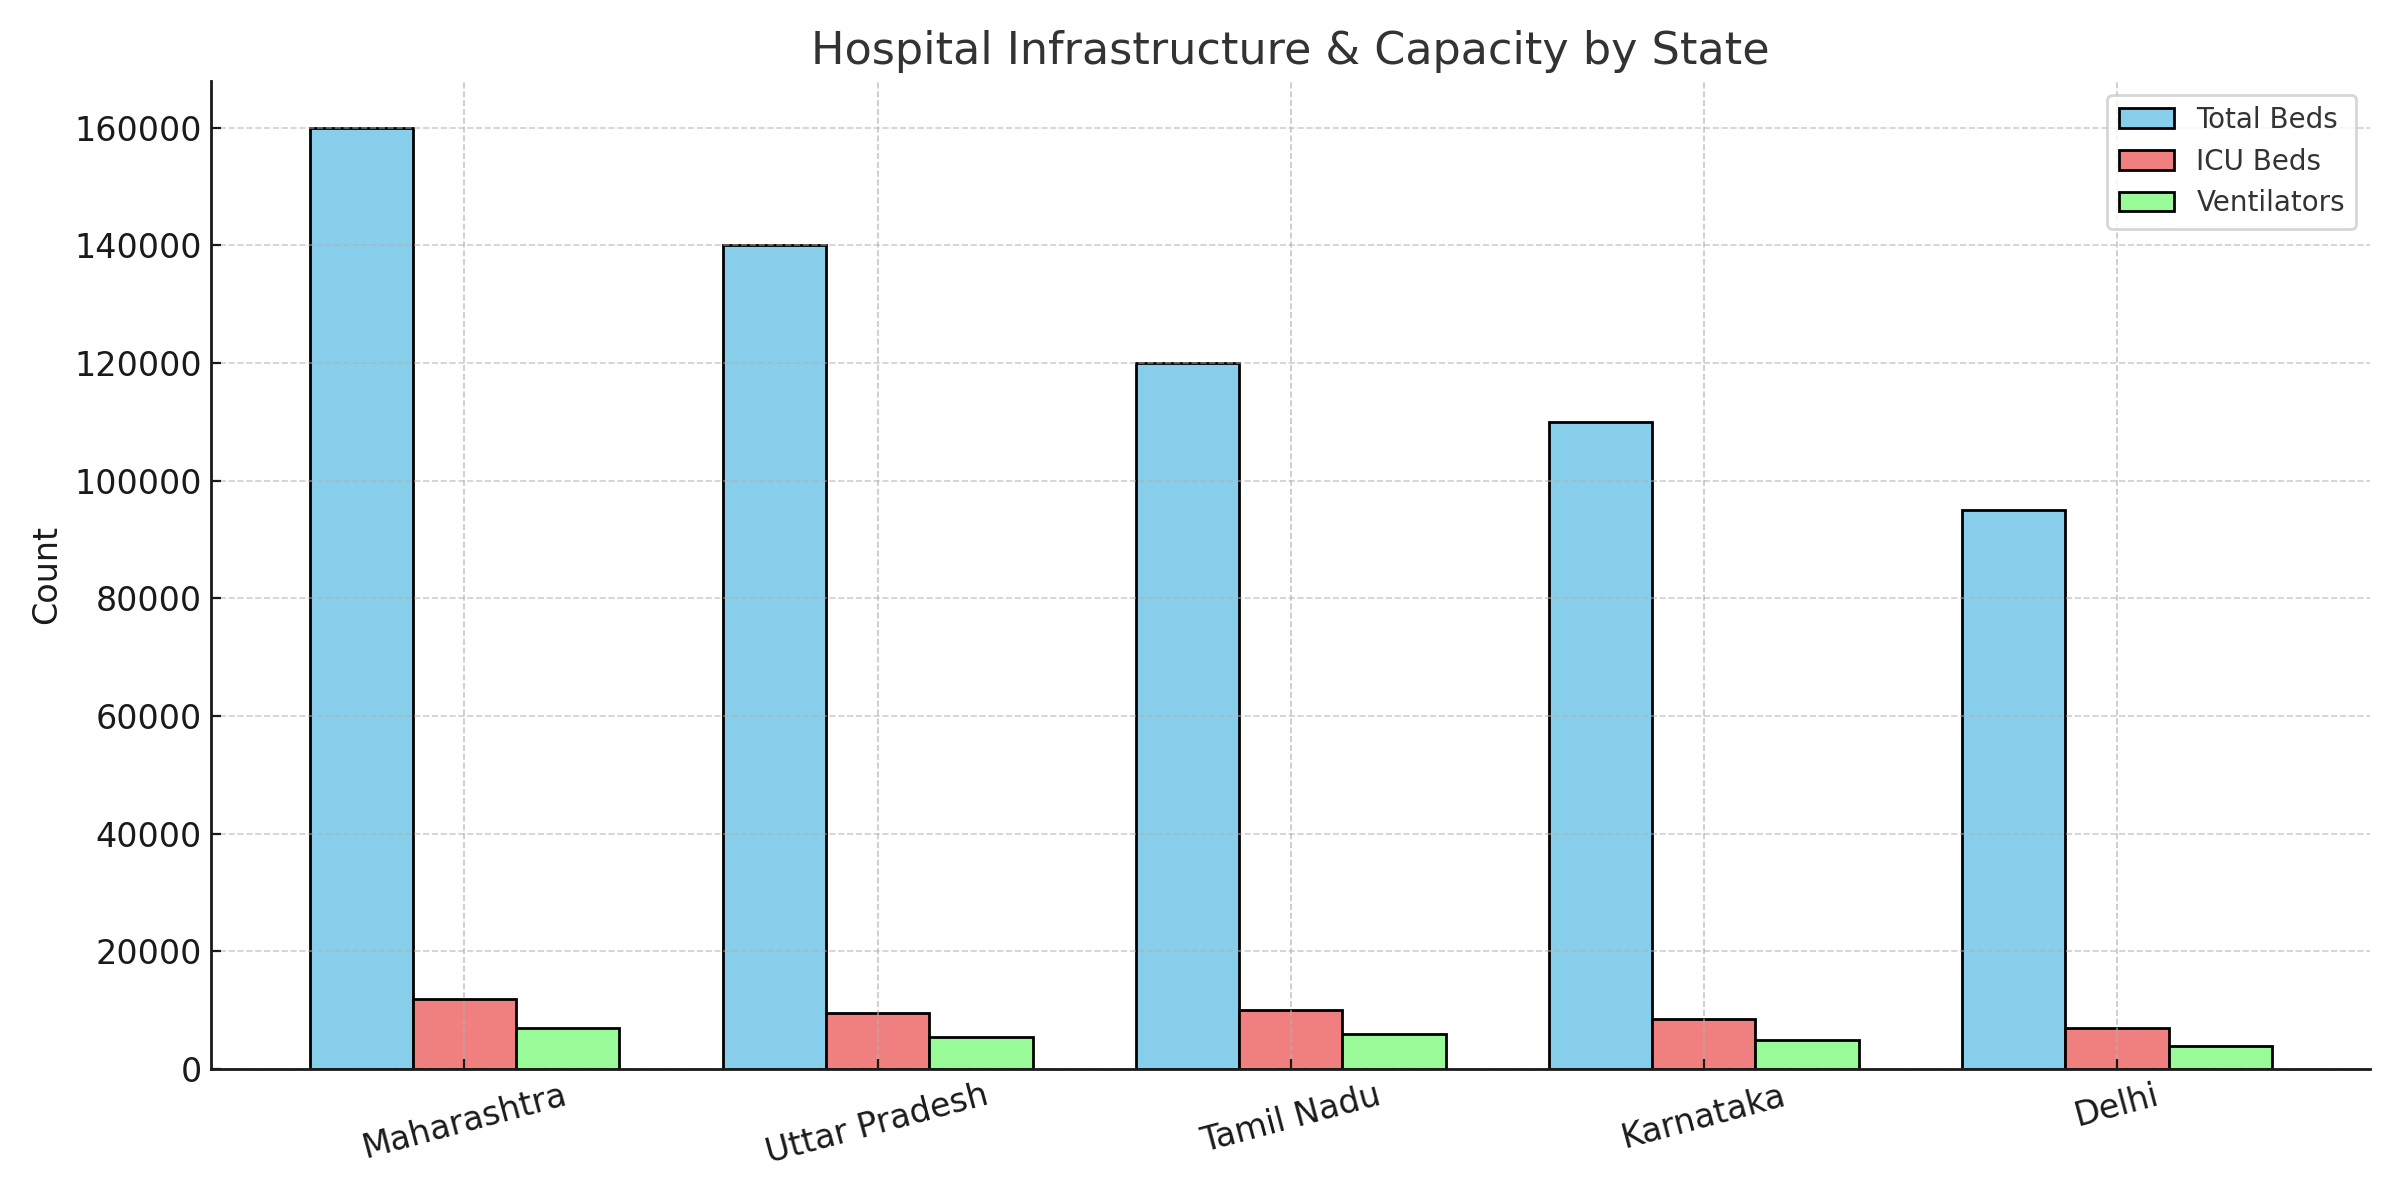 Hospital Infrastructure & Capacity by State
Total Beds
ICU Beds
Ventilators
Count
160000
140000
120000
100000
80000
60000
40000
20000
0
Maharashtra
Uttar Pradesh
Tamil Nadu
Karnataka
Delhi